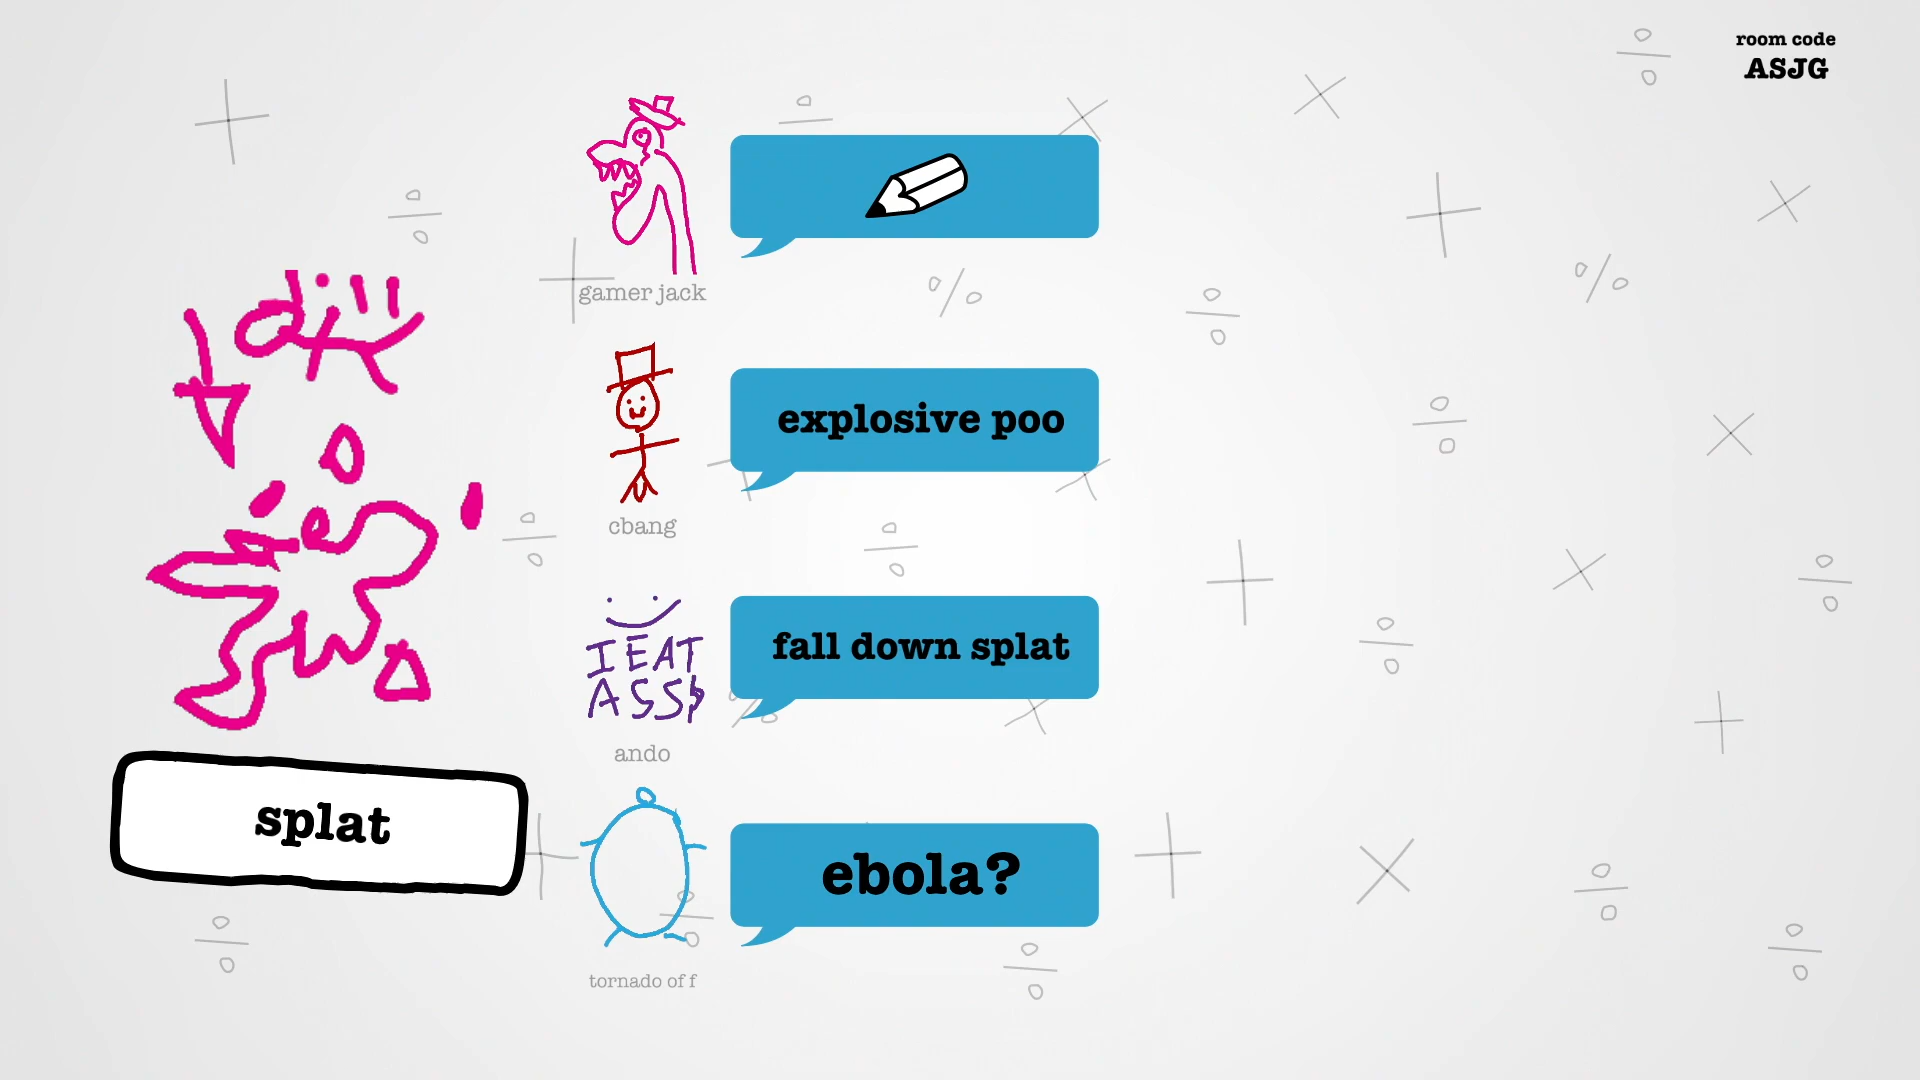 room code
ASJG
gamer jack
explosive poo
cbang
fall down splat
I EAT
ASS
ando
splat
ebola?
tornado of f